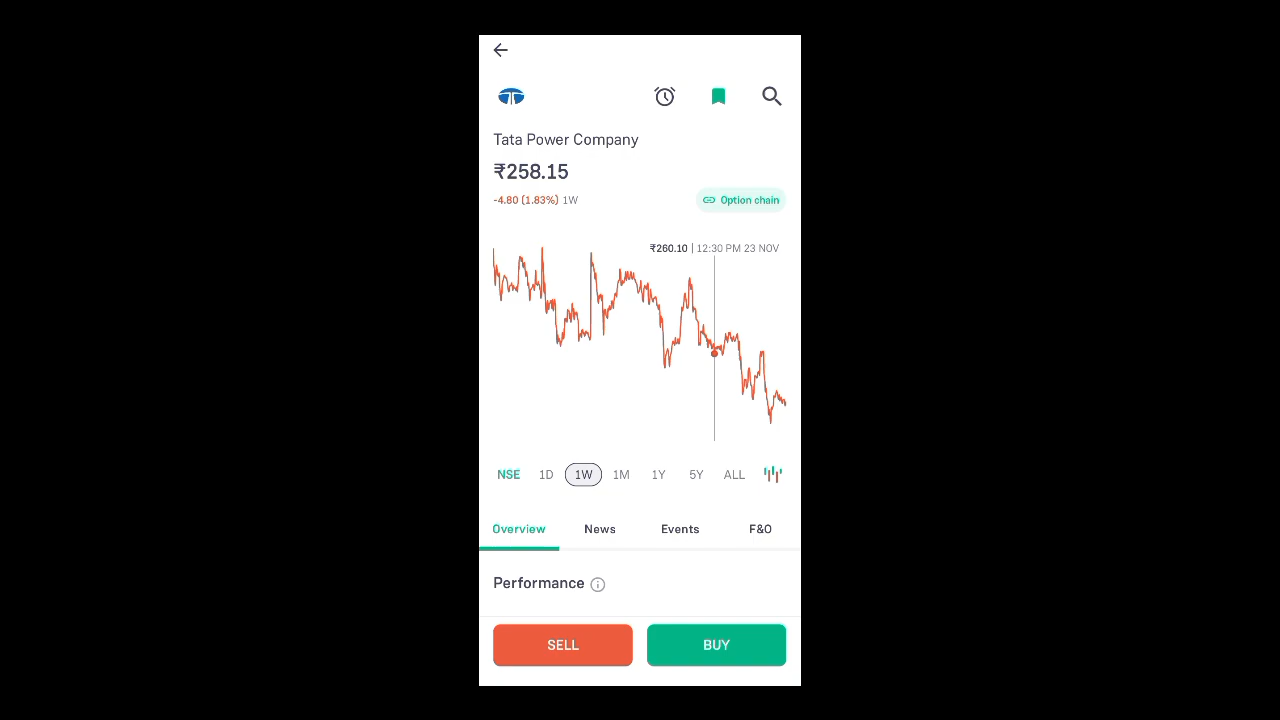 Tata Power Company
₹258.15
-4.80 (1.83%) 1W
Option chain
₹260.10 | 12:30 PM 23 NOV
NSE 1D 1W 1M 1Y 5Y ALL
Overview News Events F&O
Performance
SELL BUY